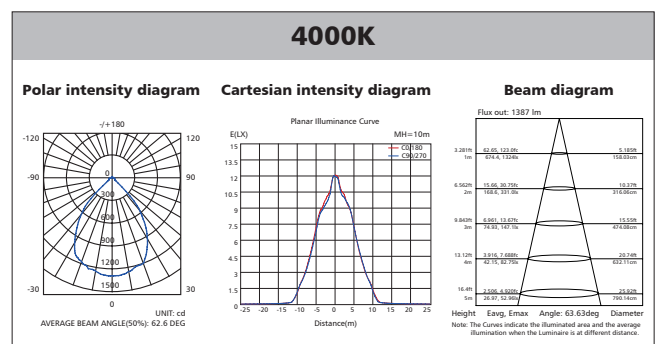 4000K
Polar intensity diagram
Cartesian intensity diagram
Beam diagram
-/+180
-120
120
-90
90
-30
30
0
300
600
900
1200
1500
0
UNIT: cd
AVERAGE BEAM ANGLE(50%): 62.6 DEG
Planar Illuminance Curve
E(LX)
MH=10m
C0/180
C90/270
15
13.5
12
10.5
9
7.5
6
4.5
3
1.5
0
-25 -20 -15 -10 -5 0 5 10 15 20 25
Distance(m)
Flux out: 1387 lm
3.281ft 62.65, 123.0fc 5.185ft
1m 674.4, 1324lx 158.03cm
6.562ft 15.66, 30.75fc 10.37ft
2m 168.6, 331.0lx 316.06cm
9.843ft 6.961, 13.67fc 15.55ft
3m 74.93, 147.1lx 474.08cm
13.12ft 3.916, 7.688fc 20.74ft
4m 42.15, 82.75lx 632.11cm
16.4ft 2.506, 4.920fc 25.92ft
5m 26.97, 52.96lx 790.14cm
Height Eavg, Emax Angle: 63.63deg Diameter
Note: The Curves indicate the illuminated area and the average
illumination when the Luminaire is at different distance.